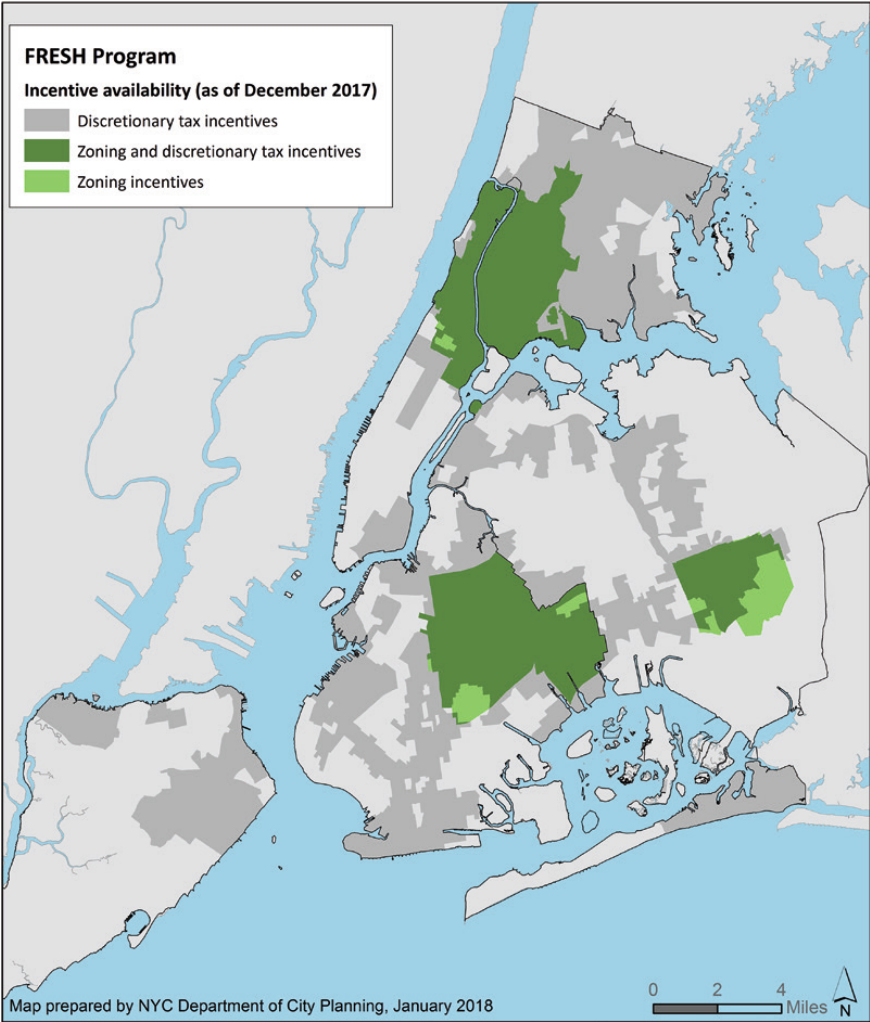 FRESH Program
Incentive availability (as of December 2017)
Discretionary tax incentives
Zoning and discretionary tax incentives
Zoning incentives
Map prepared by NYC Department of City Planning, January 2018
0 2 4
Miles
N